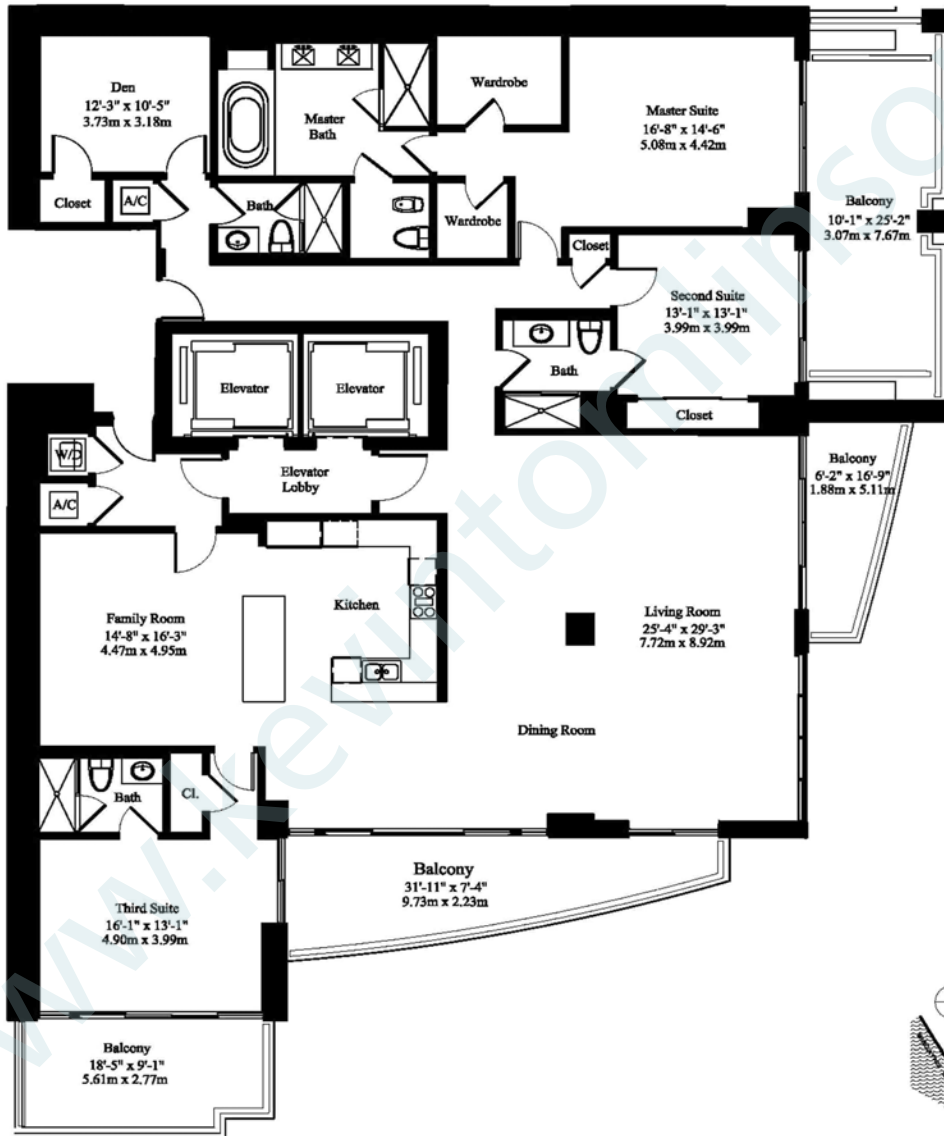 Den
12'-3" x 10'-5"
3.73m x 3.18m
Closet
A/C
Master
Bath
Wardrobe
Master Suite
16'-8" x 14'-6"
5.08m x 4.42m
Balcony
10'-1" x 25'-2"
3.07m x 7.67m
Bath
Wardrobe
Closet
Second Suite
13'-1" x 13'-1"
3.99m x 3.99m
Elevator
Elevator
Bath
Closet
W/D
A/C
Elevator
Lobby
Balcony
6'-2" x 16'-9"
1.88m x 5.11m
Family Room
14'-8" x 16'-3"
4.47m x 4.95m
Kitchen
Living Room
25'-4" x 29'-3"
7.72m x 8.92m
Dining Room
Bath
Cl.
Third Suite
16'-1" x 13'-1"
4.90m x 3.99m
Balcony
31'-11" x 7'-4"
9.73m x 2.23m
Balcony
18'-5" x 9'-1"
5.61m x 2.77m
www.kevintomlinso